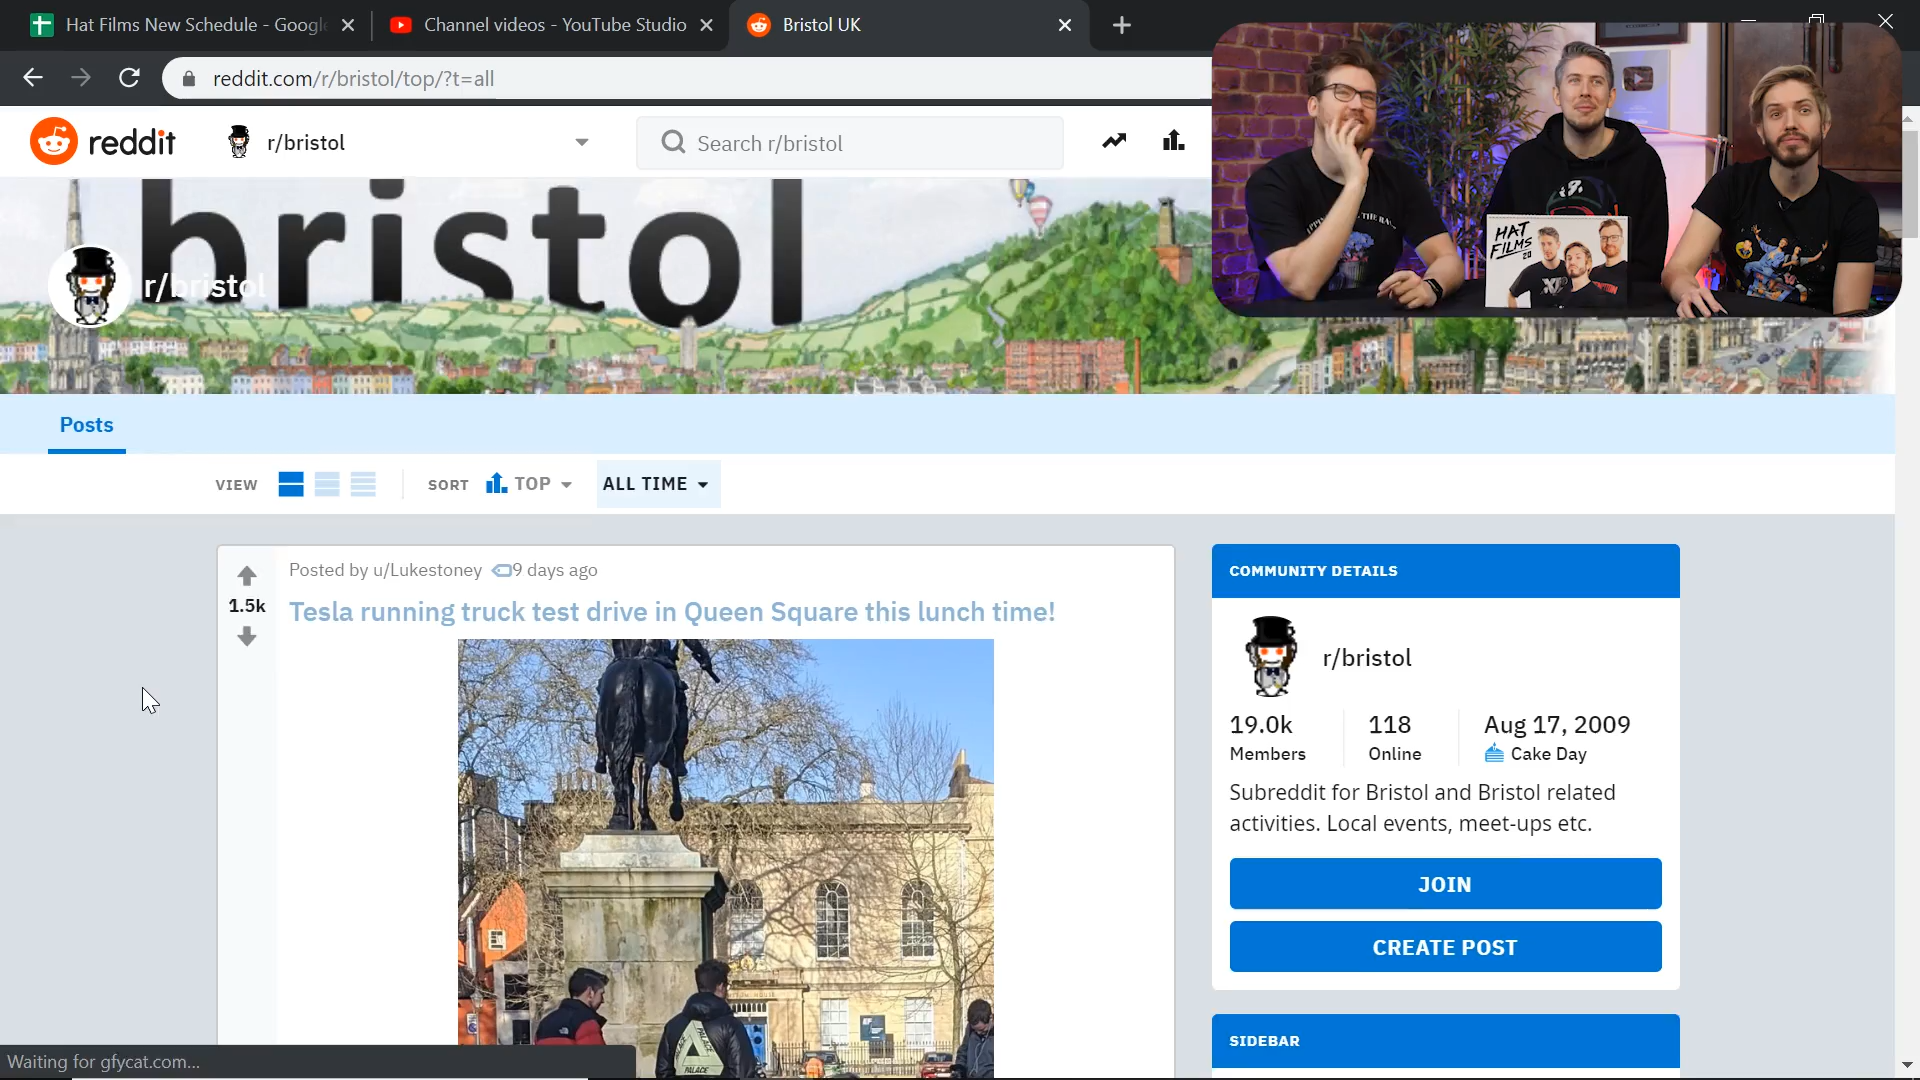 Hat Films New Schedule - Googl
Channel videos - YouTube Studio
Bristol UK
reddit.com/r/bristol/top/?t=all
reddit
r/bristol
Search r/bristol
bristol
r/bristol
HAT
FILMS
20
Posts
VIEW
SORT
TOP
ALL TIME
Posted by u/Lukestoney 9 days ago
1.5k
Tesla running truck test drive in Queen Square this lunch time!
PALACE
COMMUNITY DETAILS
r/bristol
19.0k
Members
118
Online
Aug 17, 2009
Cake Day
Subreddit for Bristol and Bristol related
activities. Local events, meet-ups etc.
JOIN
CREATE POST
SIDEBAR
Waiting for gfycat.com...